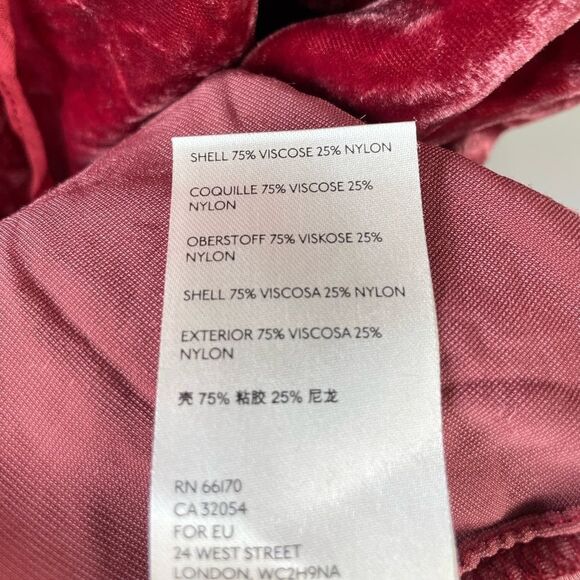 SHELL 75% VISCOSE 25% NYLON
COQUILLE 75% VISCOSE 25%
NYLON
OBERSTOFF 75% VISKOSE 25%
NYLON
SHELL 75% VISCOSA 25% NYLON
EXTERIOR 75% VISCOSA 25%
NYLON
壳 75% 粘胶 25% 尼龙
RN 66170
CA 32054
FOR EU
24 WEST STREET
LONDON, WC2H9NA